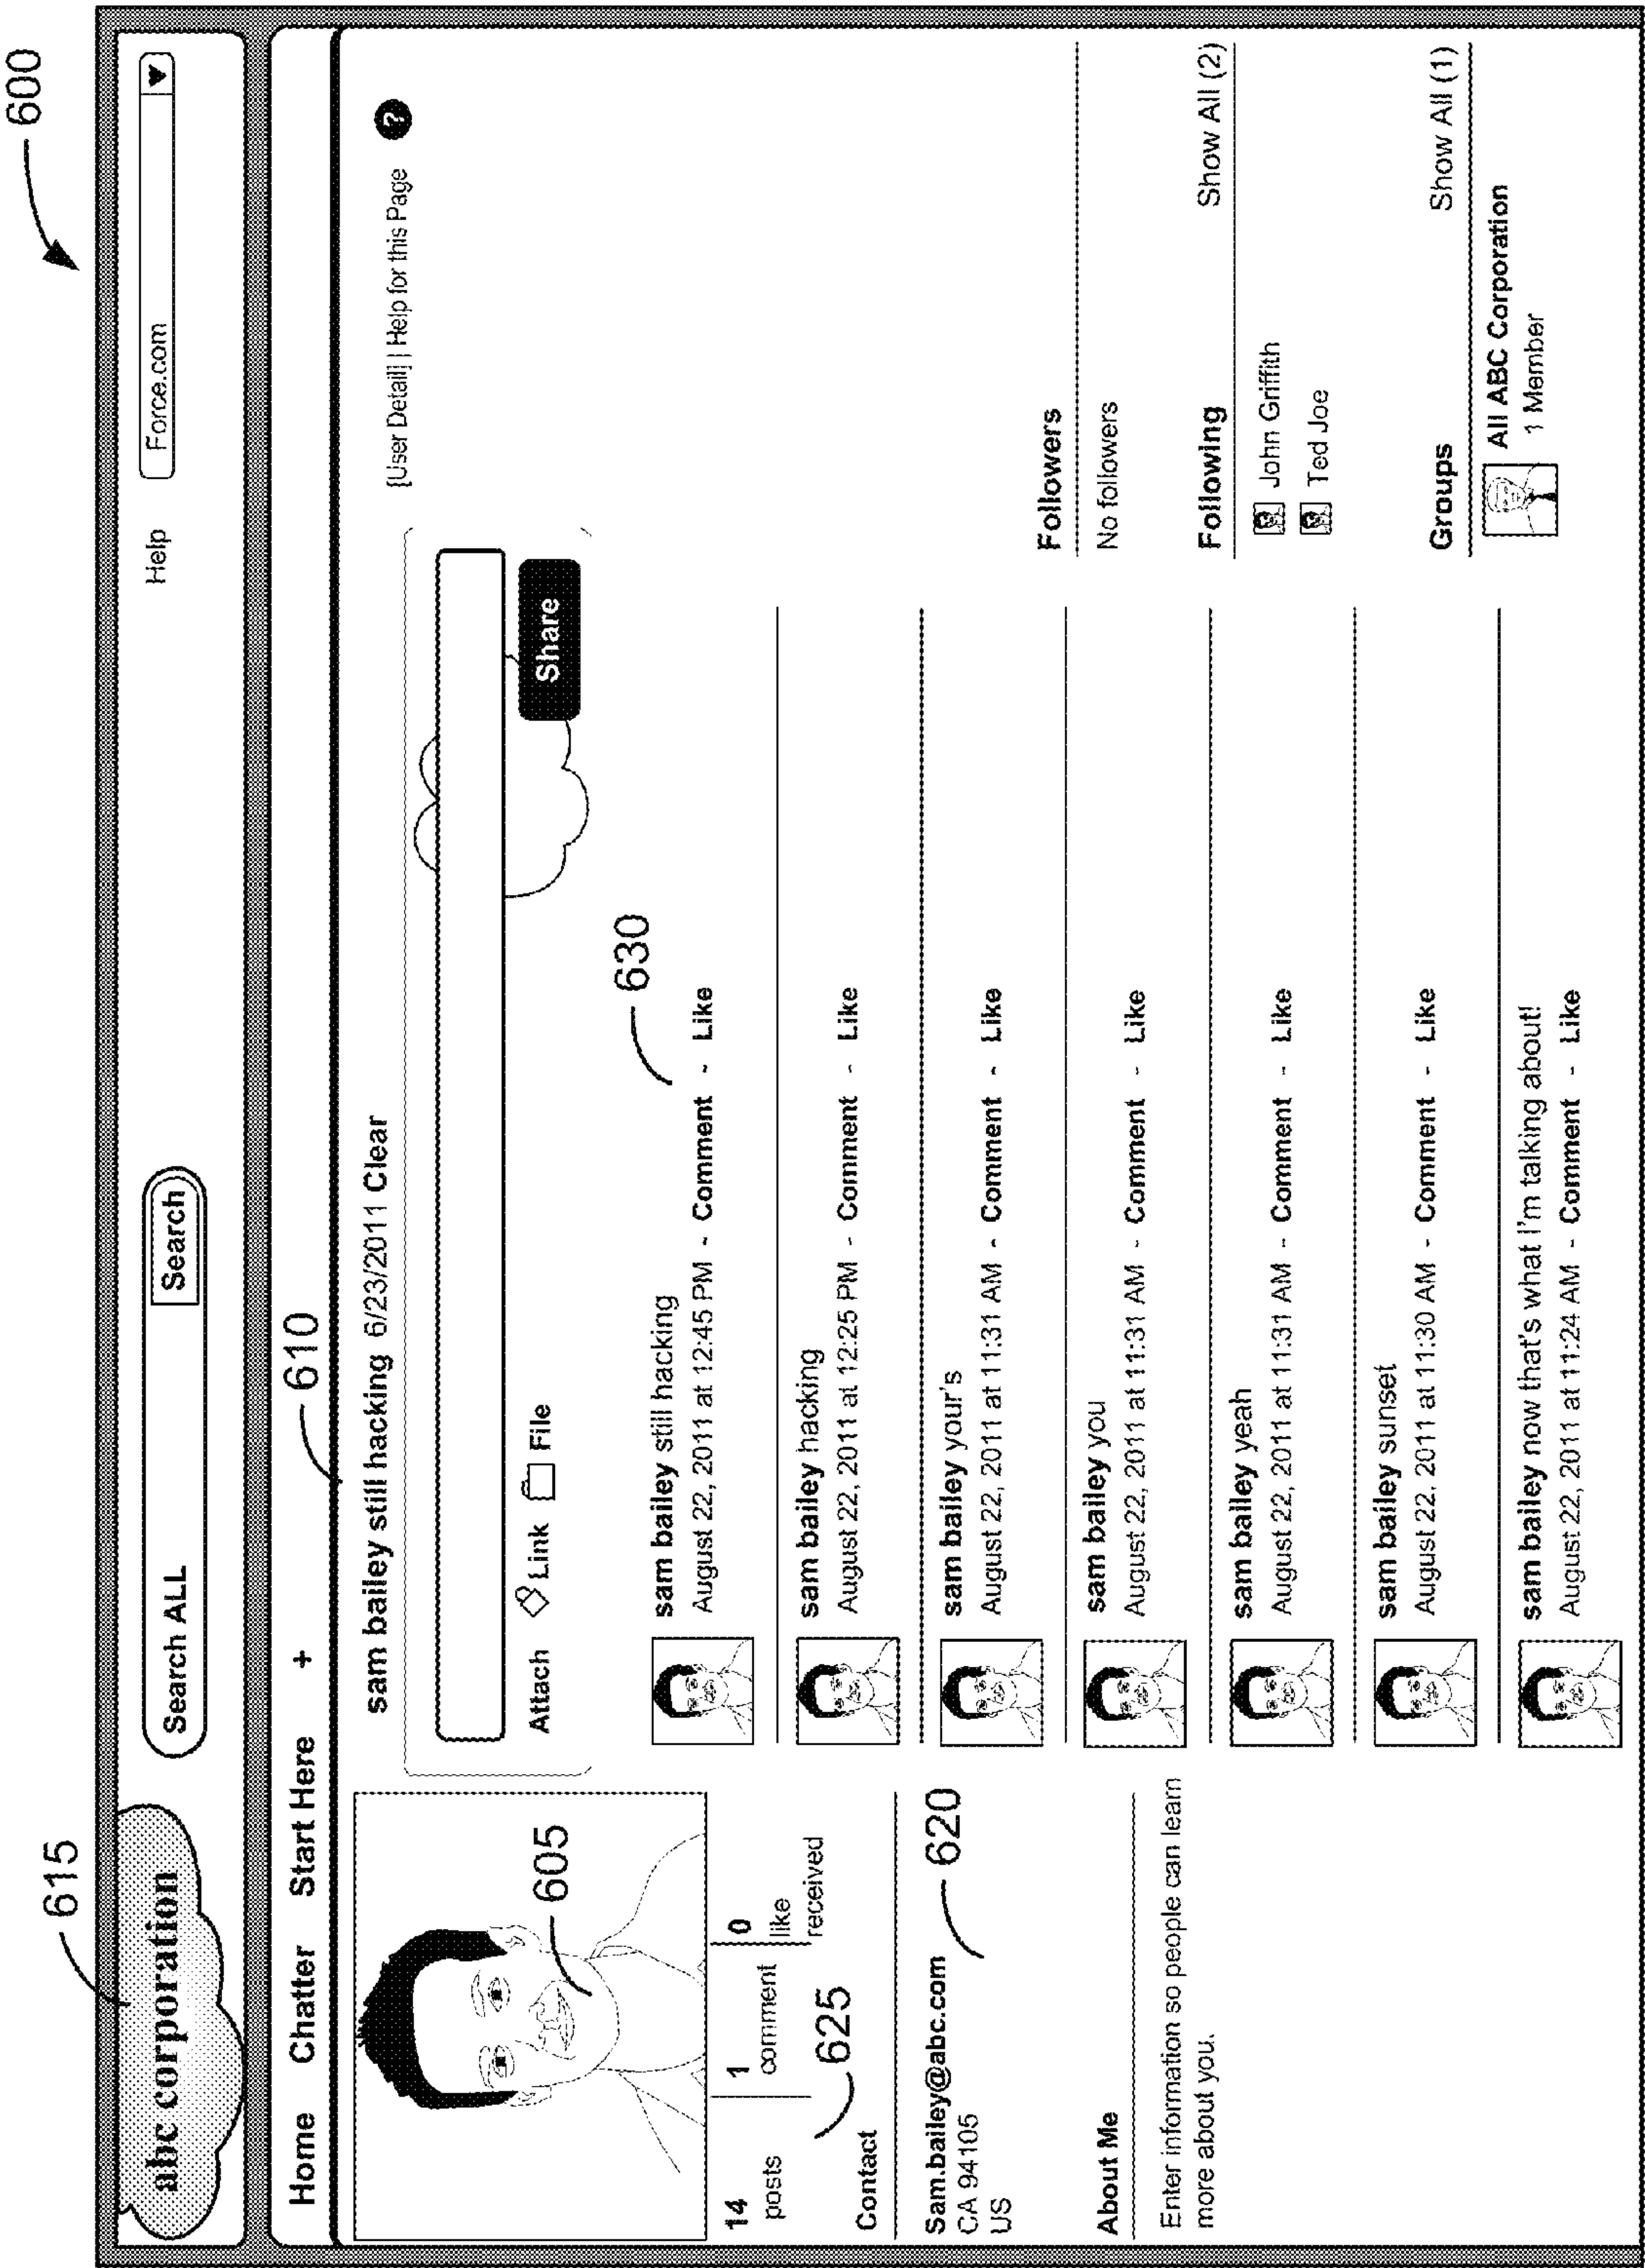 600
615
abc corporation
Search ALL Search
Help
Force.com
Home Chatter Start Here +
610
605
14 posts
1 comment
0 like received
625
Contact
Sam.bailey@abc.com
CA 94105
US
620
About Me
Enter information so people can learn
more about you.
sam bailey still hacking 6/23/2011 Clear
[User Detail] | Help for this Page ?
Attach Link File
Share
630
sam bailey still hacking
August 22, 2011 at 12:45 PM - Comment - Like
sam bailey hacking
August 22, 2011 at 12:25 PM - Comment - Like
sam bailey your's
August 22, 2011 at 11:31 AM - Comment - Like
sam bailey you
August 22, 2011 at 11:31 AM - Comment - Like
sam bailey yeah
August 22, 2011 at 11:31 AM - Comment - Like
sam bailey sunset
August 22, 2011 at 11:30 AM - Comment - Like
sam bailey now that's what I'm talking about!
August 22, 2011 at 11:24 AM - Comment - Like
Followers
No followers
Following Show All (2)
John Griffith
Ted Joe
Groups Show All (1)
All ABC Corporation
1 Member